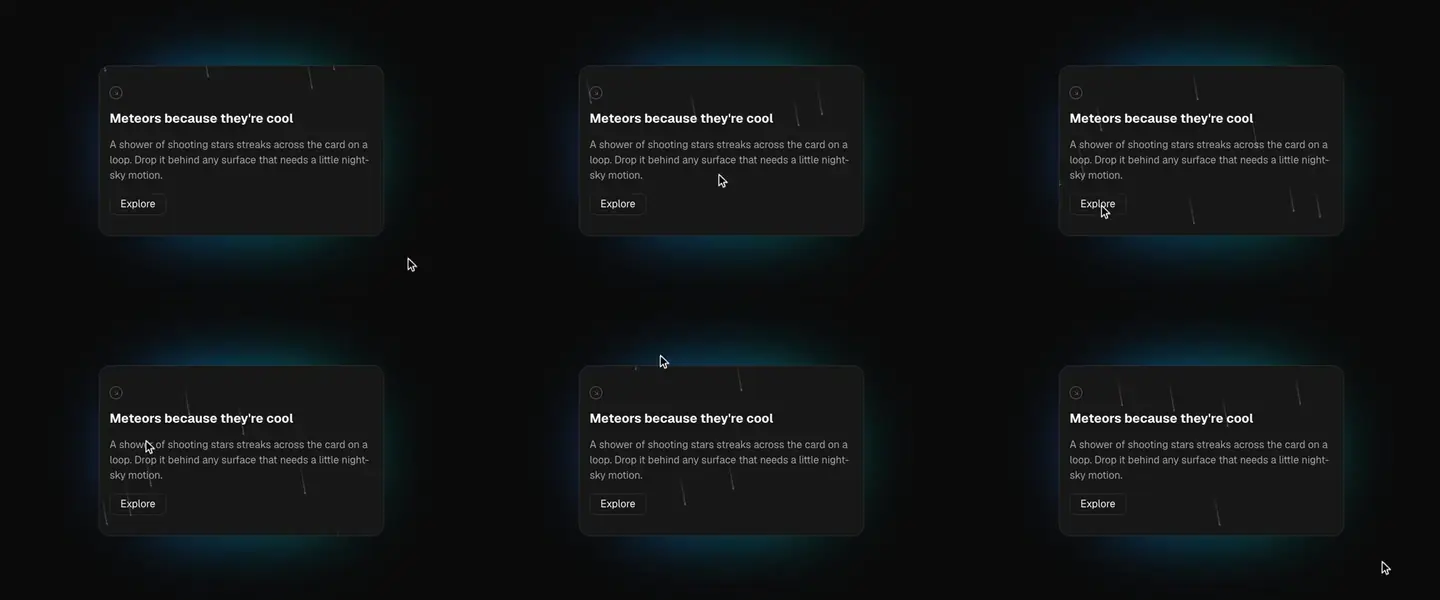 Meteors because they're cool
A shower of shooting stars streaks across the card on a
loop. Drop it behind any surface that needs a little night-
sky motion.
Explore
Meteors because they're cool
A shower of shooting stars streaks across the card on a
loop. Drop it behind any surface that needs a little night-
sky motion.
Explore
Meteors because they're cool
A shower of shooting stars streaks across the card on a
loop. Drop it behind any surface that needs a little night-
sky motion.
Explore
Meteors because they're cool
A shower of shooting stars streaks across the card on a
loop. Drop it behind any surface that needs a little night-
sky motion.
Explore
Meteors because they're cool
A shower of shooting stars streaks across the card on a
loop. Drop it behind any surface that needs a little night-
sky motion.
Explore
Meteors because they're cool
A shower of shooting stars streaks across the card on a
loop. Drop it behind any surface that needs a little night-
sky motion.
Explore